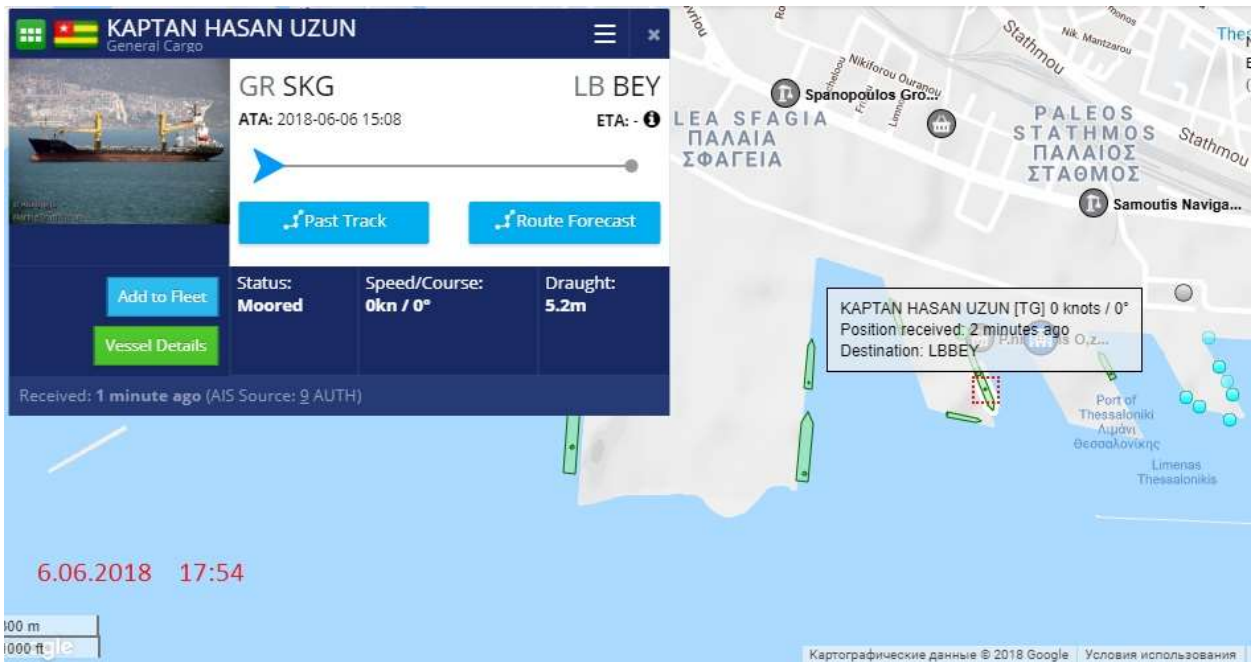 KAPTAN HASAN UZUN
General Cargo
GR SKG
LB BEY
ATA: 2018-06-06 15:08
ETA: -
Past Track
Route Forecast
Add to Fleet
Vessel Details
Status:
Moored
Speed/Course:
0kn / 0°
Draught:
5.2m
Received: 1 minute ago (AIS Source: 9 AUTH)
Stathmou
Nik. Mantzarou
Nikiforou Ouranou
Spanopoulos Gro...
LEA SFAGIA
ΠΑΛΑΙΑ
ΣΦΑΓΕΙΑ
PALEOS
STATHMOS
ΠΑΛΑΙΟΣ
ΣΤΑΘΜΟΣ
Stathmou
Samoutis Naviga...
KAPTAN HASAN UZUN [TG] 0 knots / 0°
Position received: 2 minutes ago
Destination: LBBEY
Port of
Thessaloniki
Λιμάνι
Θεσσαλονίκης
Limenas
Thessalonikis
6.06.2018 17:54
000 ft
Картографические данные © 2018 Google
Условия использования